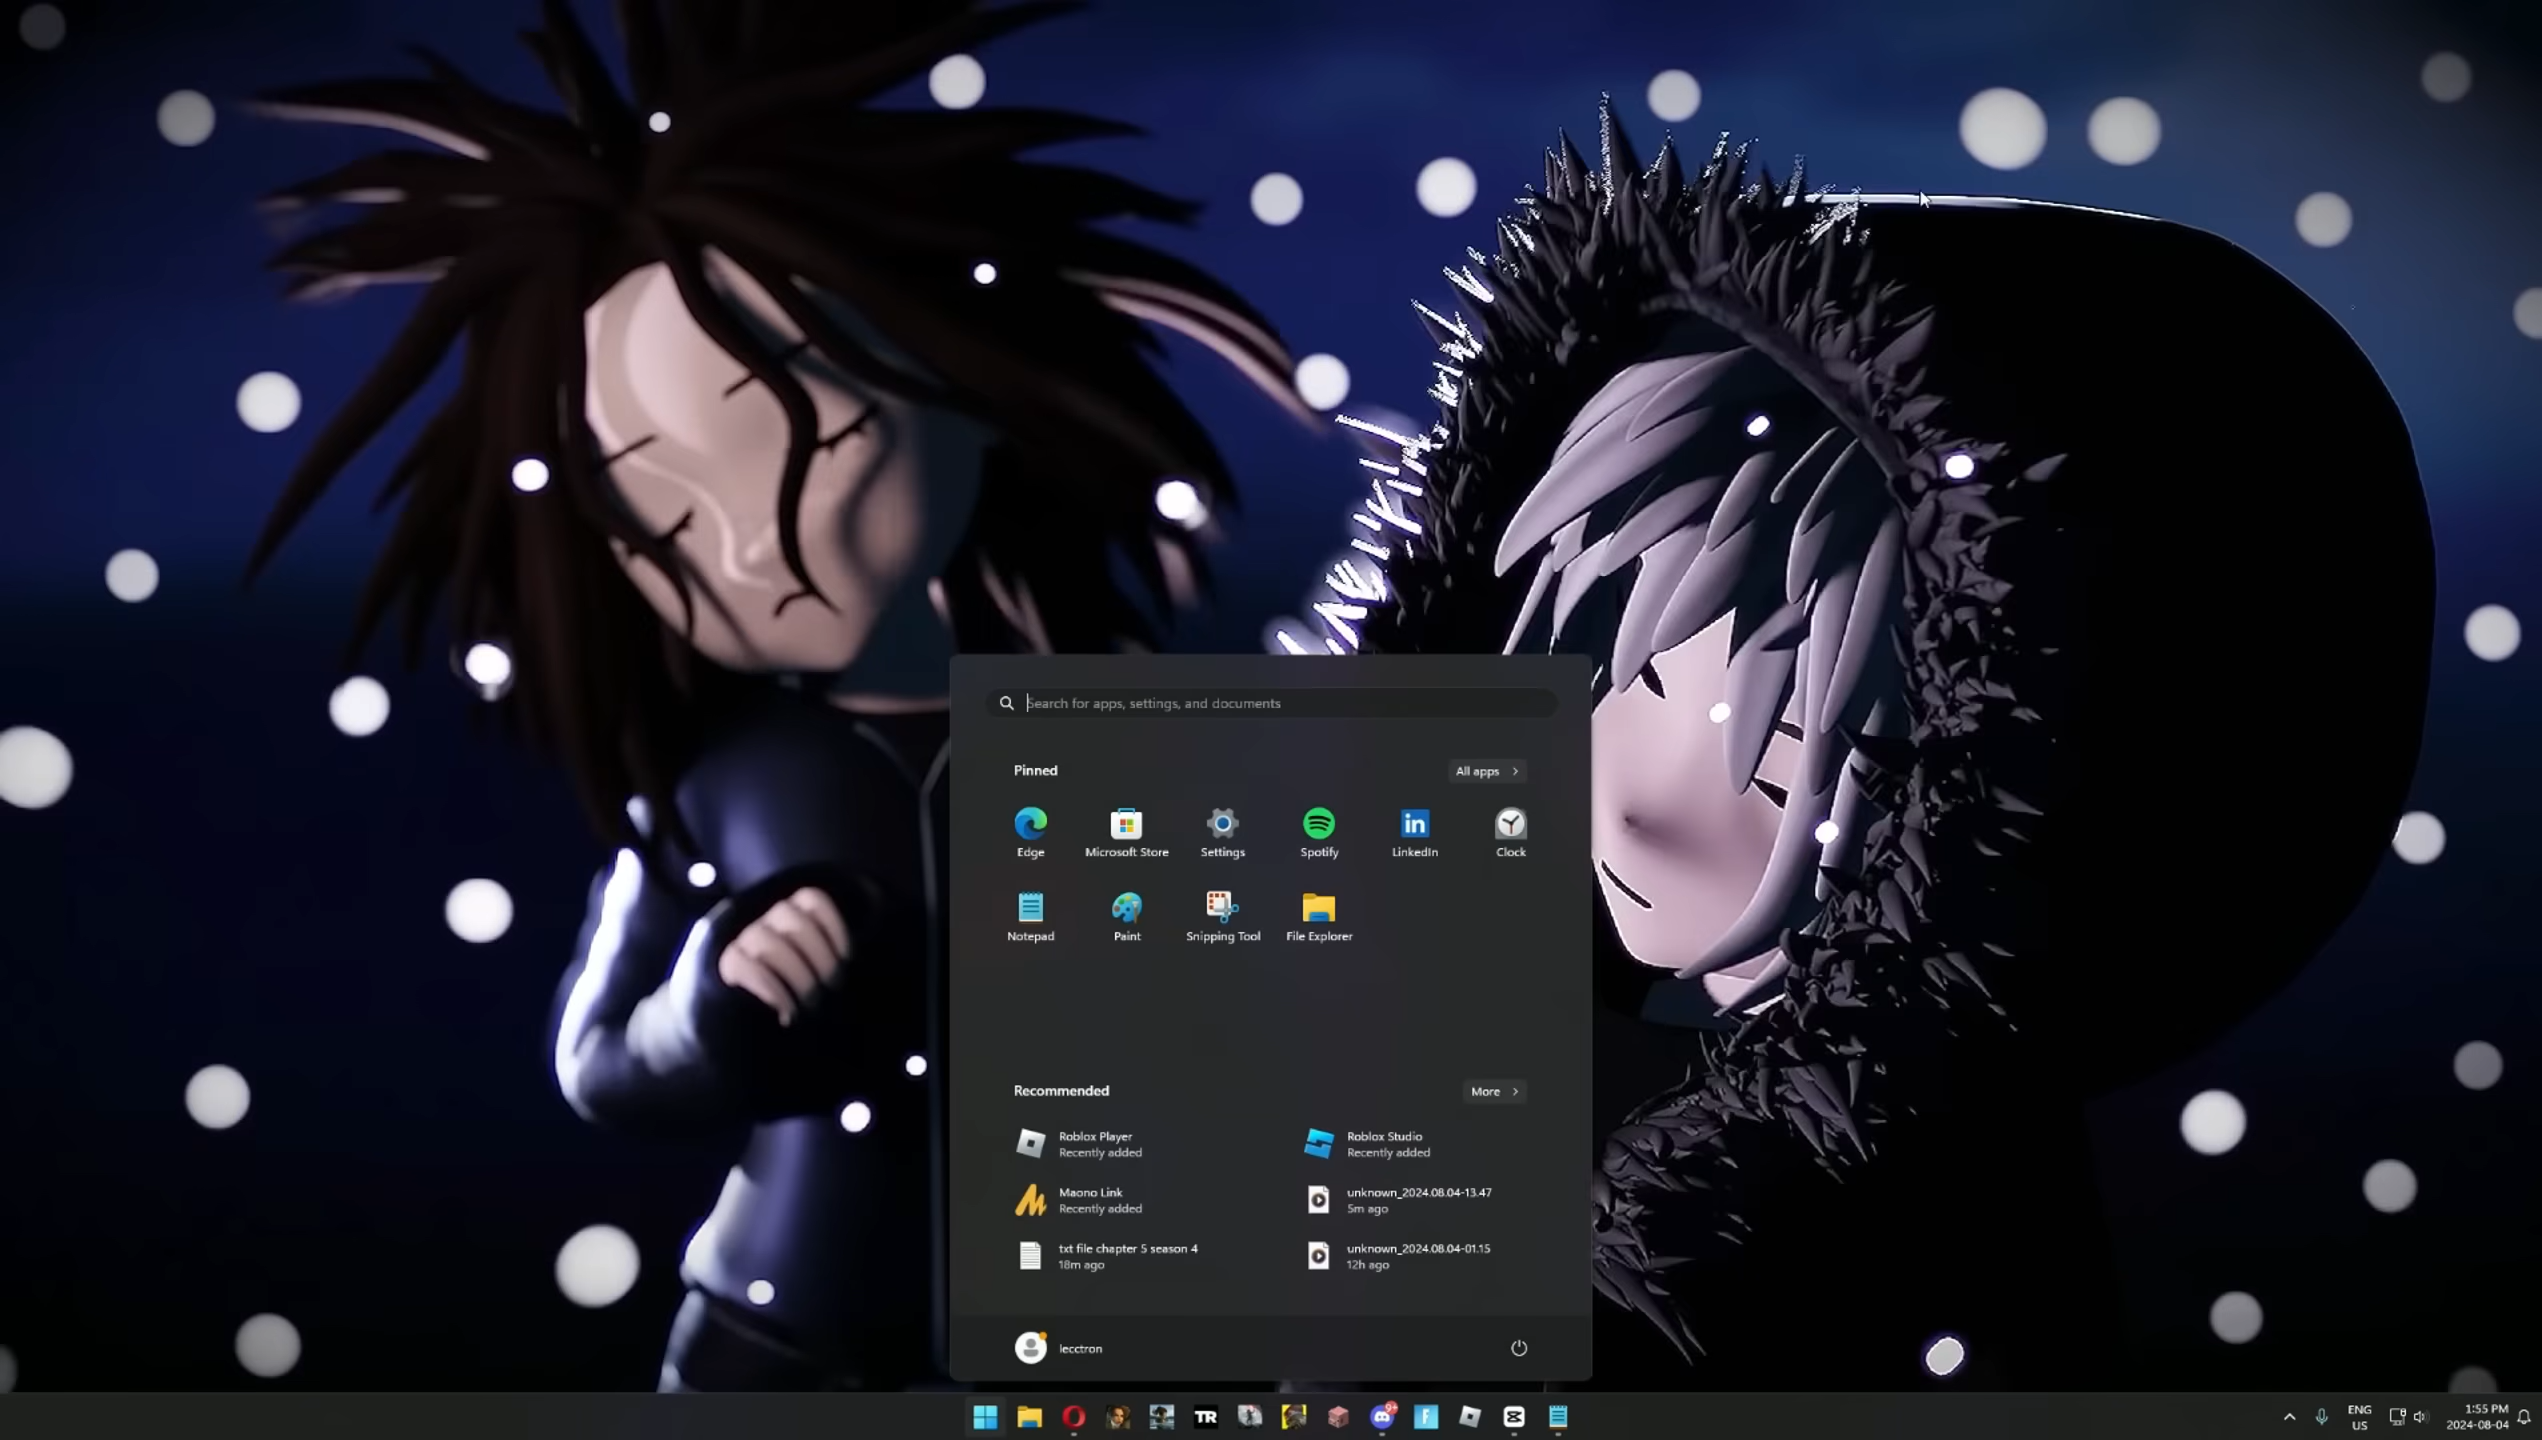 Search for apps, settings, and documents
Pinned
All apps
Edge
Microsoft Store
Settings
Spotify
LinkedIn
Clock
Notepad
Paint
Snipping Tool
File Explorer
Recommended
More
Roblox Player
Recently added
Roblox Studio
Recently added
Maono Link
Recently added
unknown_2024.08.04-13.47
5m ago
txt file chapter 5 season 4
18m ago
unknown_2024.08.04-01.15
12h ago
lecctron
TR
9+
ENG
US
1:55 PM
2024-08-04